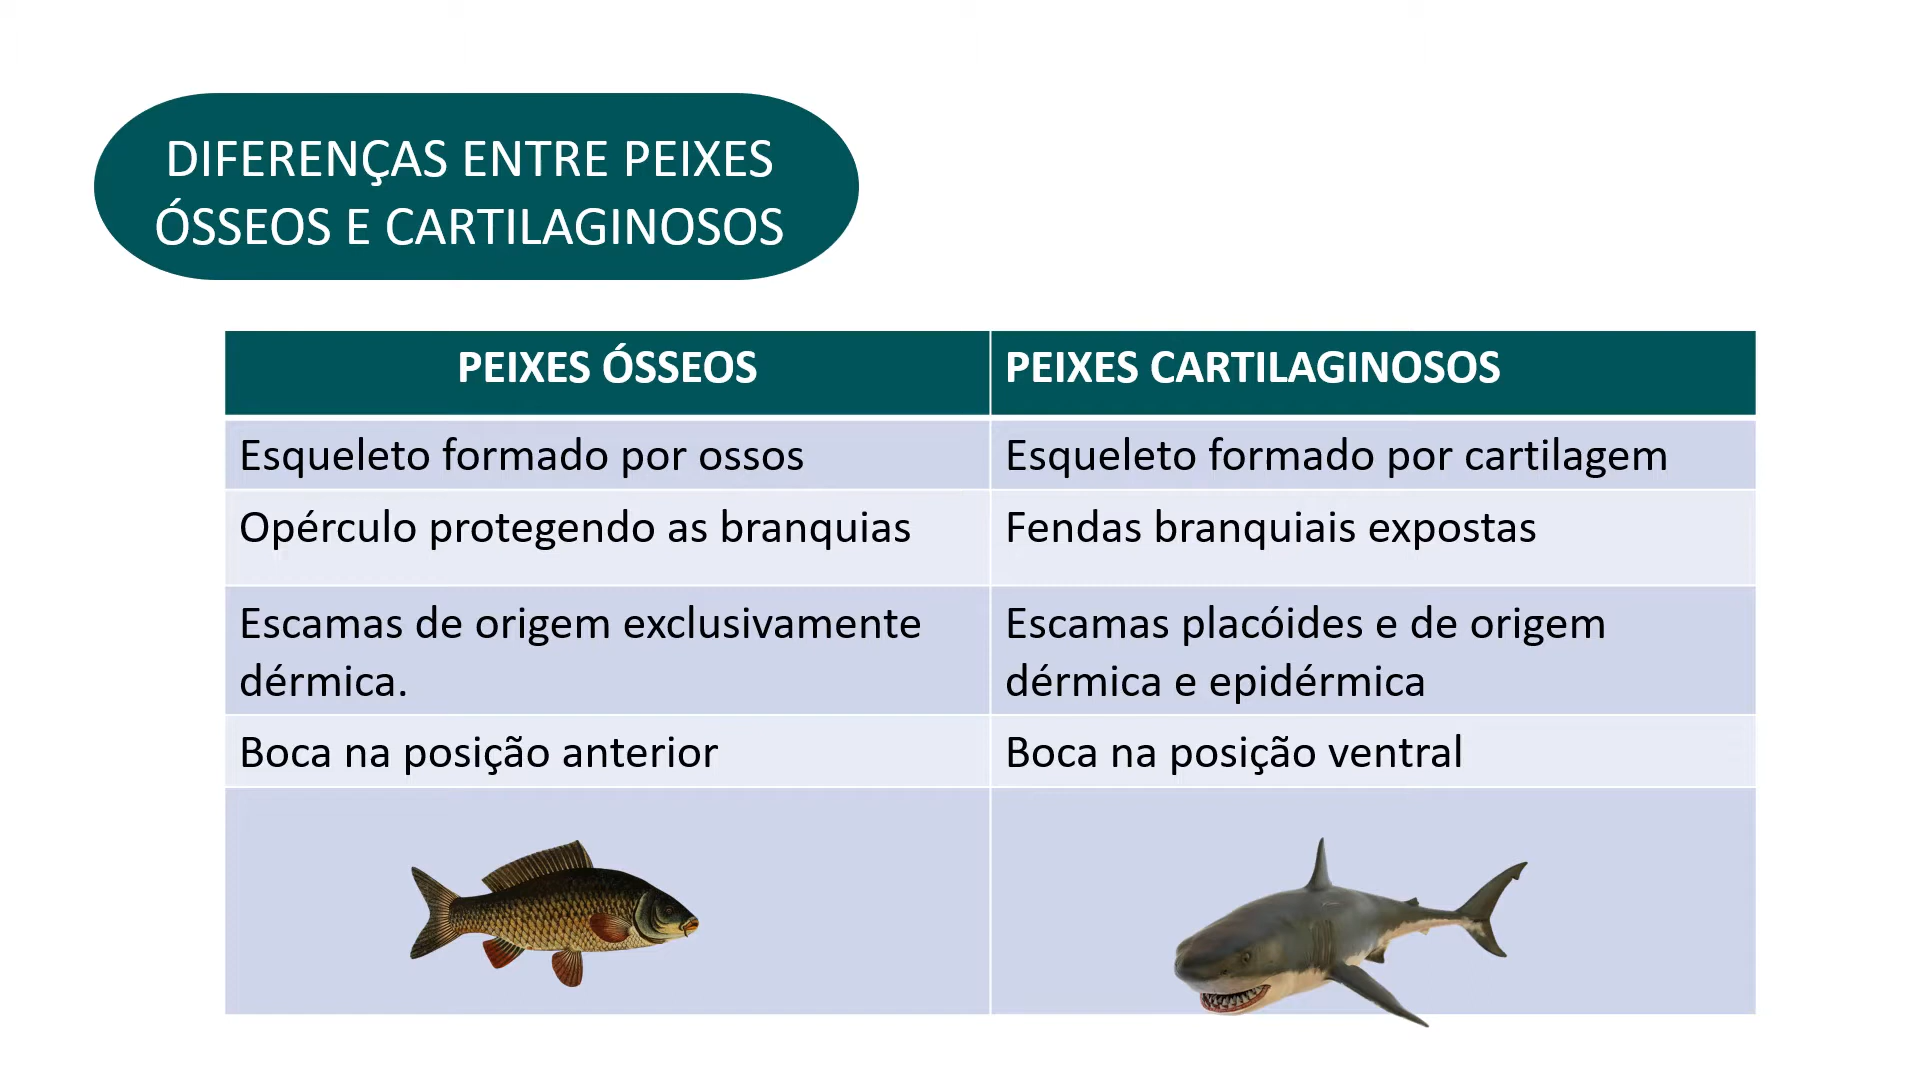 DIFERENÇAS ENTRE PEIXES
ÓSSEOS E CARTILAGINOSOS
PEIXES ÓSSEOS
PEIXES CARTILAGINOSOS
Esqueleto formado por ossos
Esqueleto formado por cartilagem
Opérculo protegendo as branquias
Fendas branquiais expostas
Escamas de origem exclusivamente
dérmica.
Escamas placóides e de origem
dérmica e epidérmica
Boca na posição anterior
Boca na posição ventral